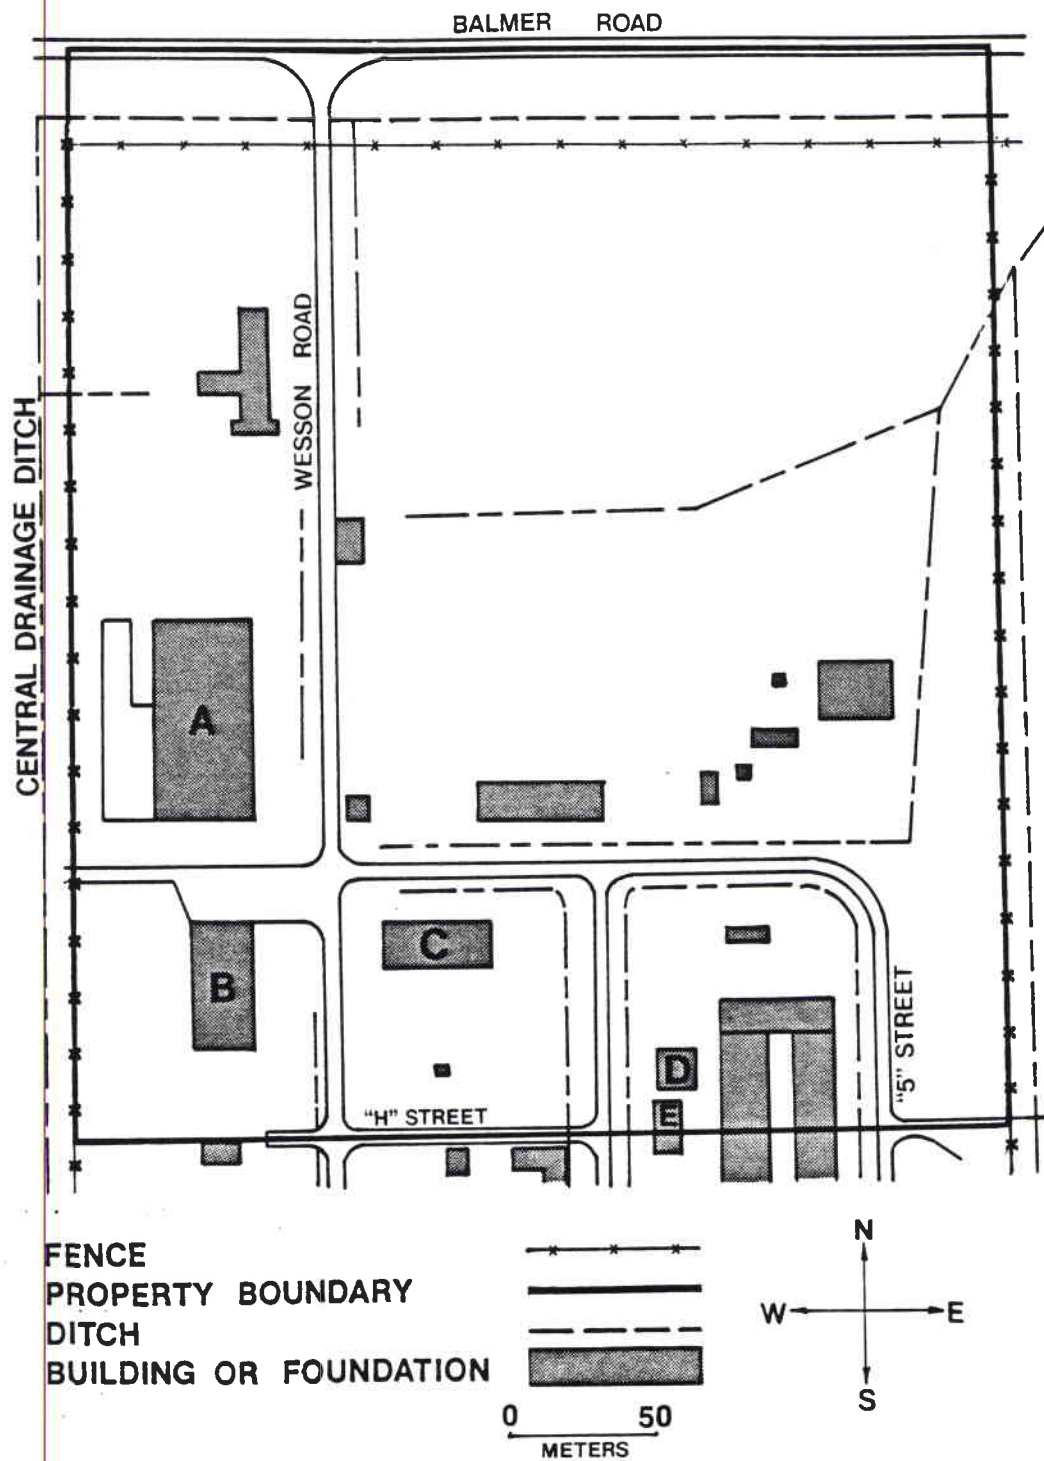 BALMER ROAD
WESSON ROAD
CENTRAL DRAINAGE DITCH
A
B
C
D
E
"H" STREET
"5" STREET
FENCE
PROPERTY BOUNDARY
DITCH
BUILDING OR FOUNDATION
N
W E
S
0 50
METERS